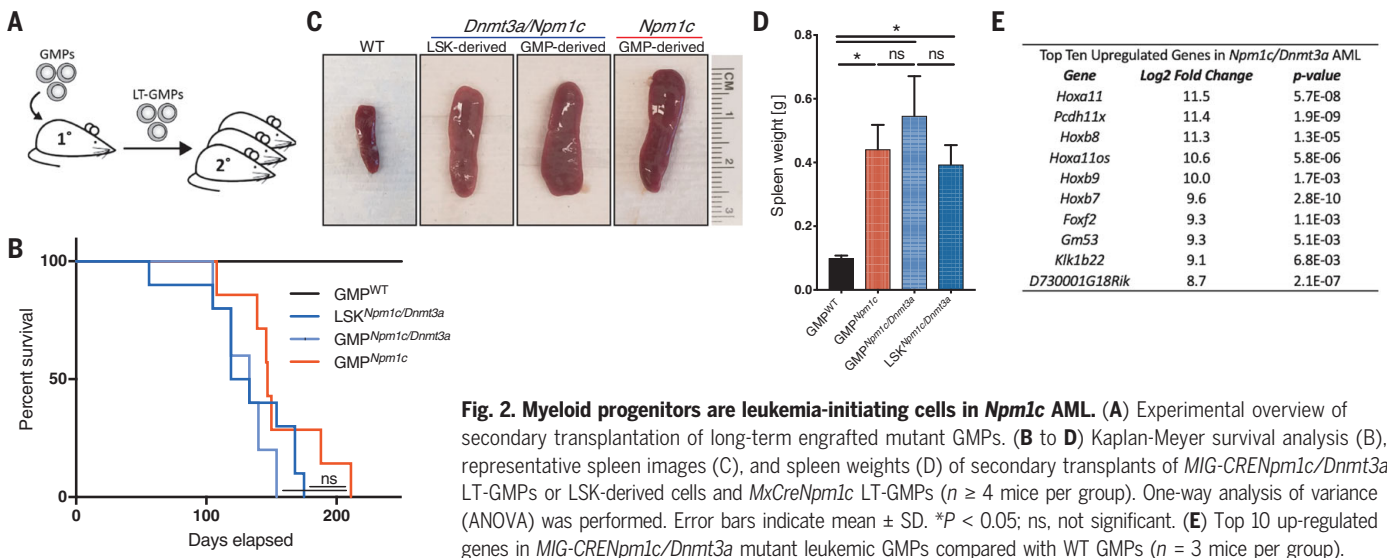 A
GMPs
LT-GMPs
1°
2°
B
100
50
0
Percent survival
0 100 200
Days elapsed
GMP^WT
LSK^Npm1c/Dnmt3a
GMP^Npm1c/Dnmt3a
GMP^Npm1c
ns
C
Dnmt3a/Npm1c Npm1c
WT LSK-derived GMP-derived GMP-derived
CM
1
2
3
D
* *
* ns ns
0.8
0.6
0.4
0.2
0.0
Spleen weight [g]
GMP^WT
GMP^Npm1c
GMP^Npm1c/Dnmt3a
LSK^Npm1c/Dnmt3a
E
Top Ten Upregulated Genes in Npm1c/Dnmt3a AML
Gene Log2 Fold Change p-value
Hoxa11 11.5 5.7E-08
Pcdh11x 11.4 1.9E-09
Hoxb8 11.3 1.3E-05
Hoxa11os 10.6 5.8E-06
Hoxb9 10.0 1.7E-03
Hoxb7 9.6 2.8E-10
Foxf2 9.3 1.1E-03
Gm53 9.3 5.1E-03
Klk1b22 9.1 6.8E-03
D730001G18Rik 8.7 2.1E-07
Fig. 2. Myeloid progenitors are leukemia-initiating cells in Npm1c AML. (A) Experimental overview of
secondary transplantation of long-term engrafted mutant GMPs. (B to D) Kaplan-Meyer survival analysis (B),
representative spleen images (C), and spleen weights (D) of secondary transplants of MIG-CRENpm1c/Dnmt3a
LT-GMPs or LSK-derived cells and MxCreNpm1c LT-GMPs (n ≥ 4 mice per group). One-way analysis of variance
(ANOVA) was performed. Error bars indicate mean ± SD. *P < 0.05; ns, not significant. (E) Top 10 up-regulated
genes in MIG-CRENpm1c/Dnmt3a mutant leukemic GMPs compared with WT GMPs (n = 3 mice per group).